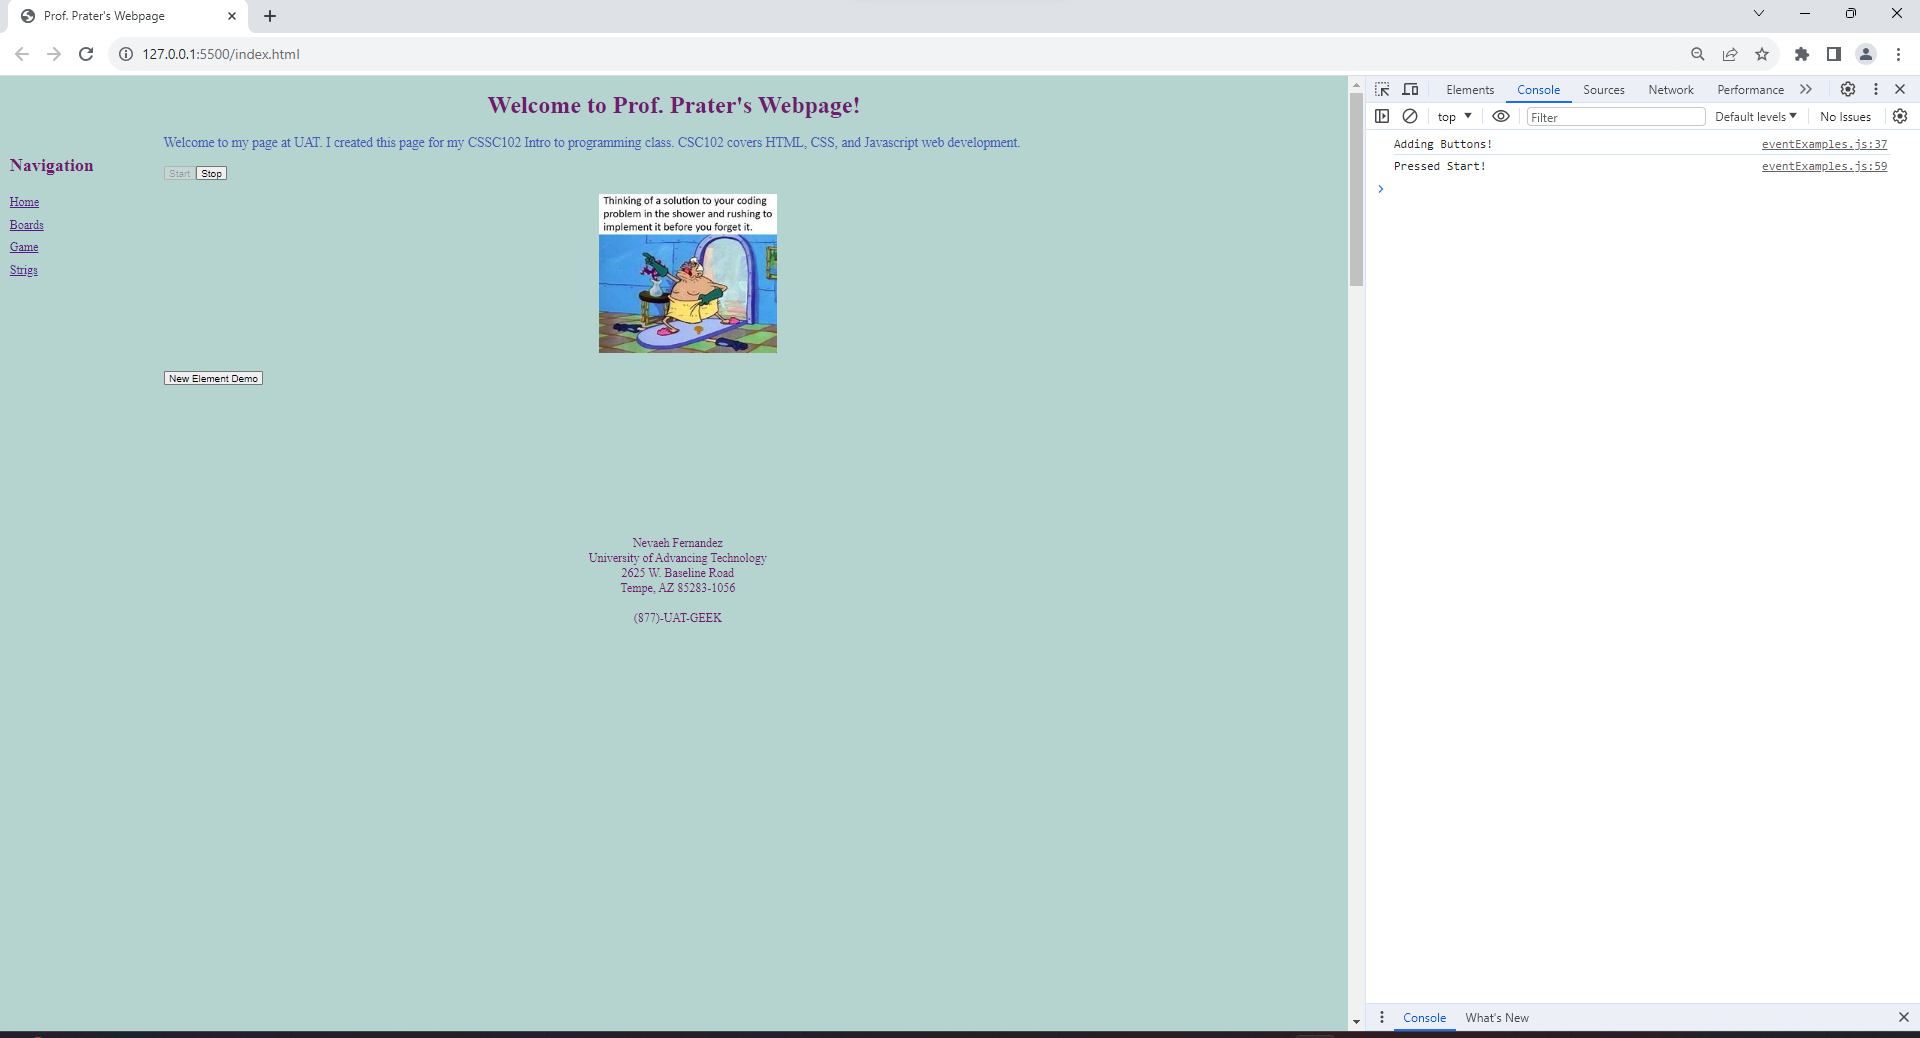 Prof. Prater's Webpage
127.0.0.1:5500/index.html
Welcome to Prof. Prater's Webpage!
Welcome to my page at UAT. I created this page for my CSSC102 Intro to programming class. CSC102 covers HTML, CSS, and Javascript web development.
Navigation
Home
Boards
Game
Strigs
Start Stop
Thinking of a solution to your coding
problem in the shower and rushing to
implement it before you forget it.
New Element Demo
Nevaeh Fernandez
University of Advancing Technology
2625 W. Baseline Road
Tempe, AZ 85283-1056
(877)-UAT-GEEK
Elements Console Sources Network Performance
top Filter Default levels No Issues
Adding Buttons! eventExamples.js:37
Pressed Start! eventExamples.js:59
Console What's New